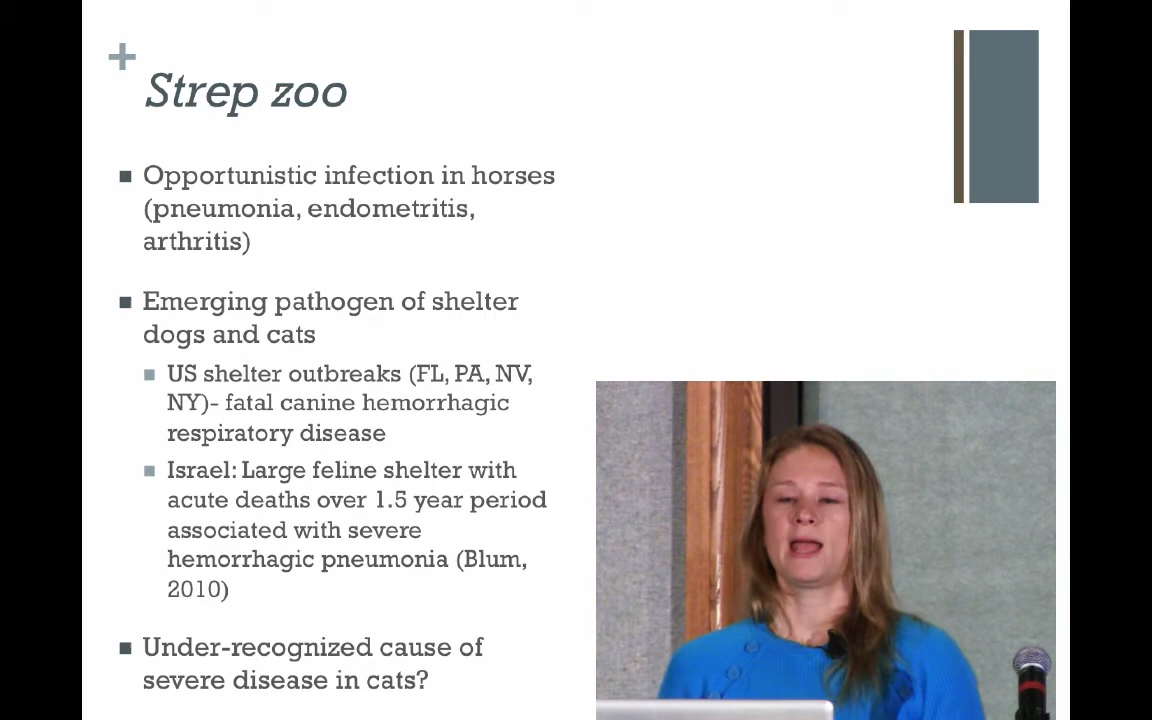 +
Strep zoo
Opportunistic infection in horses
(pneumonia, endometritis,
arthritis)
Emerging pathogen of shelter
dogs and cats
US shelter outbreaks (FL, PA, NV,
NY)- fatal canine hemorrhagic
respiratory disease
Israel: Large feline shelter with
acute deaths over 1.5 year period
associated with severe
hemorrhagic pneumonia (Blum,
2010)
Under-recognized cause of
severe disease in cats?